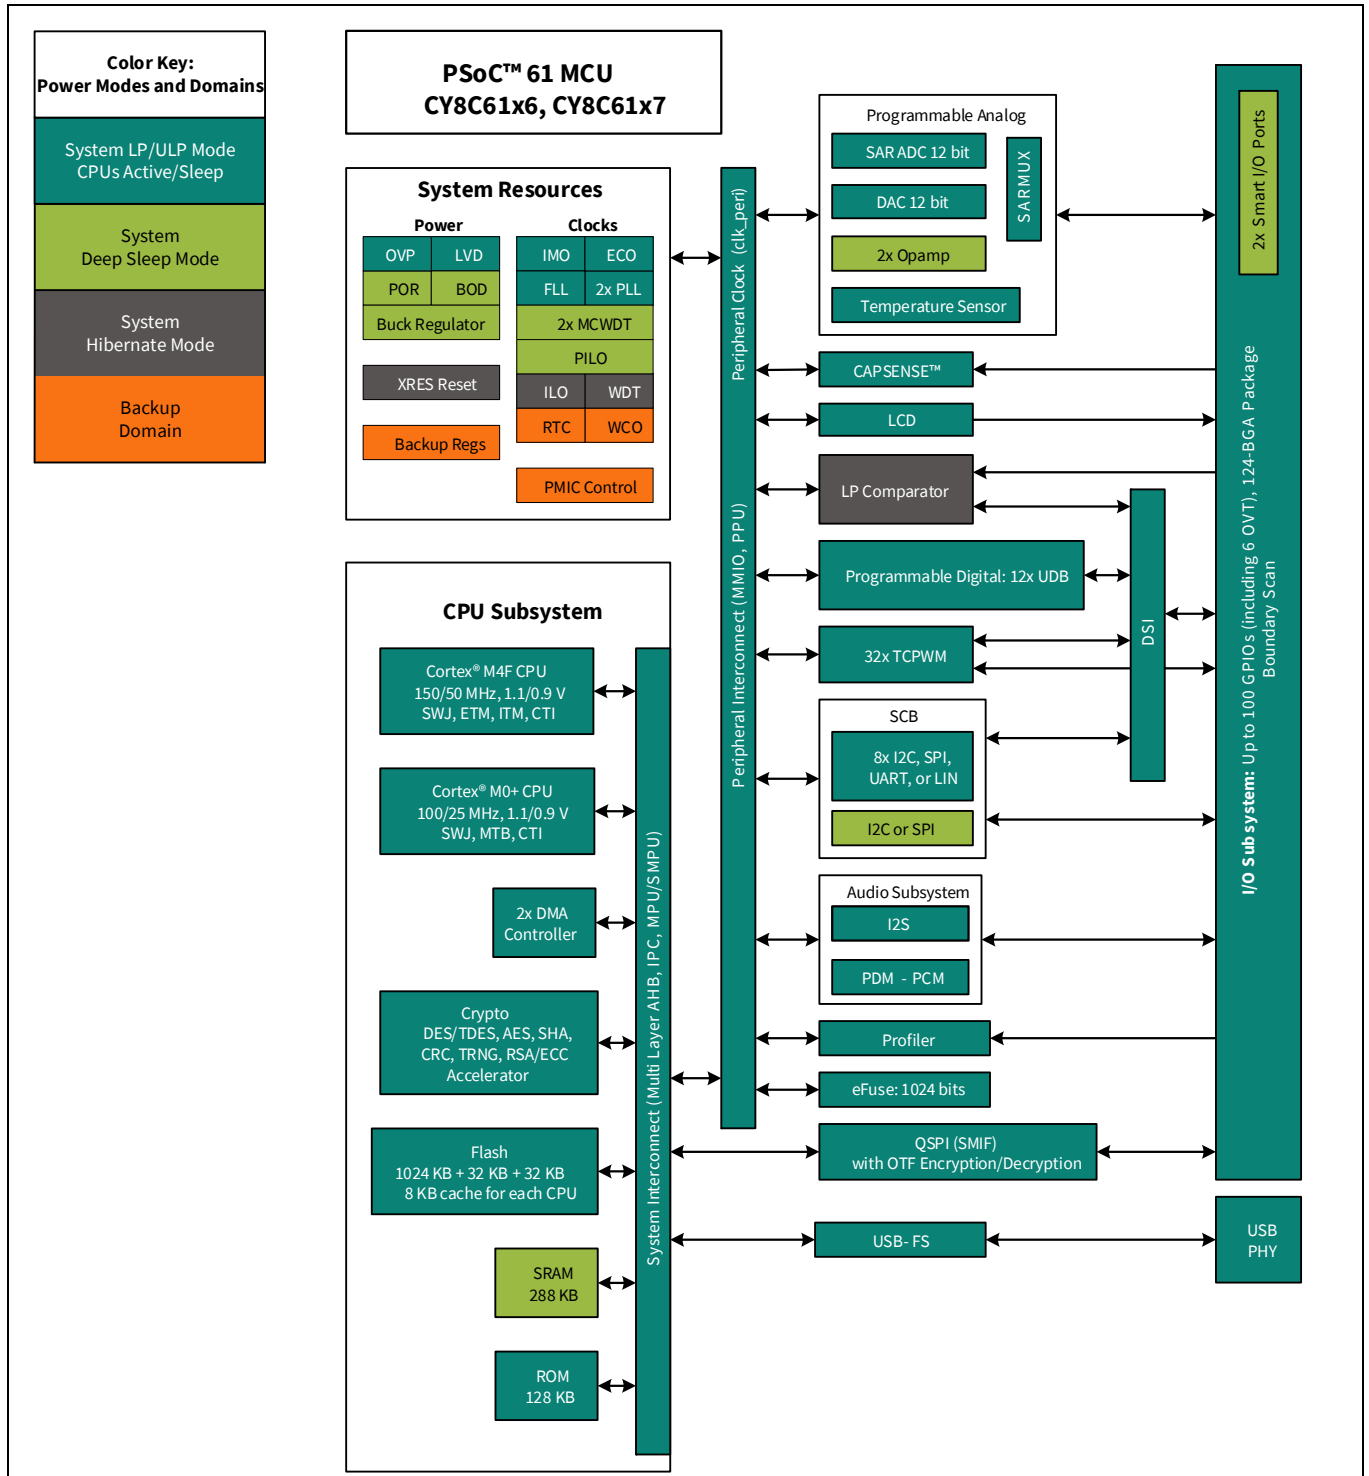 Color Key:
Power Modes and Domains
System LP/ULP Mode
CPUs Active/Sleep
System
Deep Sleep Mode
System
Hibernate Mode
Backup
Domain
PSoC™ 61 MCU
CY8C61x6, CY8C61x7
System Resources
Power
OVP
LVD
POR
BOD
Buck Regulator
XRES Reset
Backup Regs
Clocks
IMO
ECO
FLL
2x PLL
2x MCWDT
PILO
ILO
WDT
RTC
WCO
PMIC Control
CPU Subsystem
Cortex® M4F CPU
150/50 MHz, 1.1/0.9 V
SWJ, ETM, ITM, CTI
Cortex® M0+ CPU
100/25 MHz, 1.1/0.9 V
SWJ, MTB, CTI
2x DMA
Controller
Crypto
DES/TDES, AES, SHA,
CRC, TRNG, RSA/ECC
Accelerator
Flash
1024 KB + 32 KB + 32 KB
8 KB cache for each CPU
SRAM
288 KB
ROM
128 KB
System Interconnect (Multi Layer AHB, IPC, MPU/SMPU)
Peripheral Interconnect (MMIO, PPU)
Peripheral Clock (clk_peri)
Programmable Analog
SAR ADC 12 bit
DAC 12 bit
2x Opamp
Temperature Sensor
SARMUX
CAPSENSE™
LCD
LP Comparator
Programmable Digital: 12x UDB
32x TCPWM
SCB
8x I2C, SPI,
UART, or LIN
I2C or SPI
Audio Subsystem
I2S
PDM - PCM
Profiler
eFuse: 1024 bits
QSPI (SMIF)
with OTF Encryption/Decryption
USB- FS
DSI
2x Smart I/O Ports
I/O Subsystem: Up to 100 GPIOs (including 6 OVT), 124-BGA Package
Boundary Scan
USB
PHY